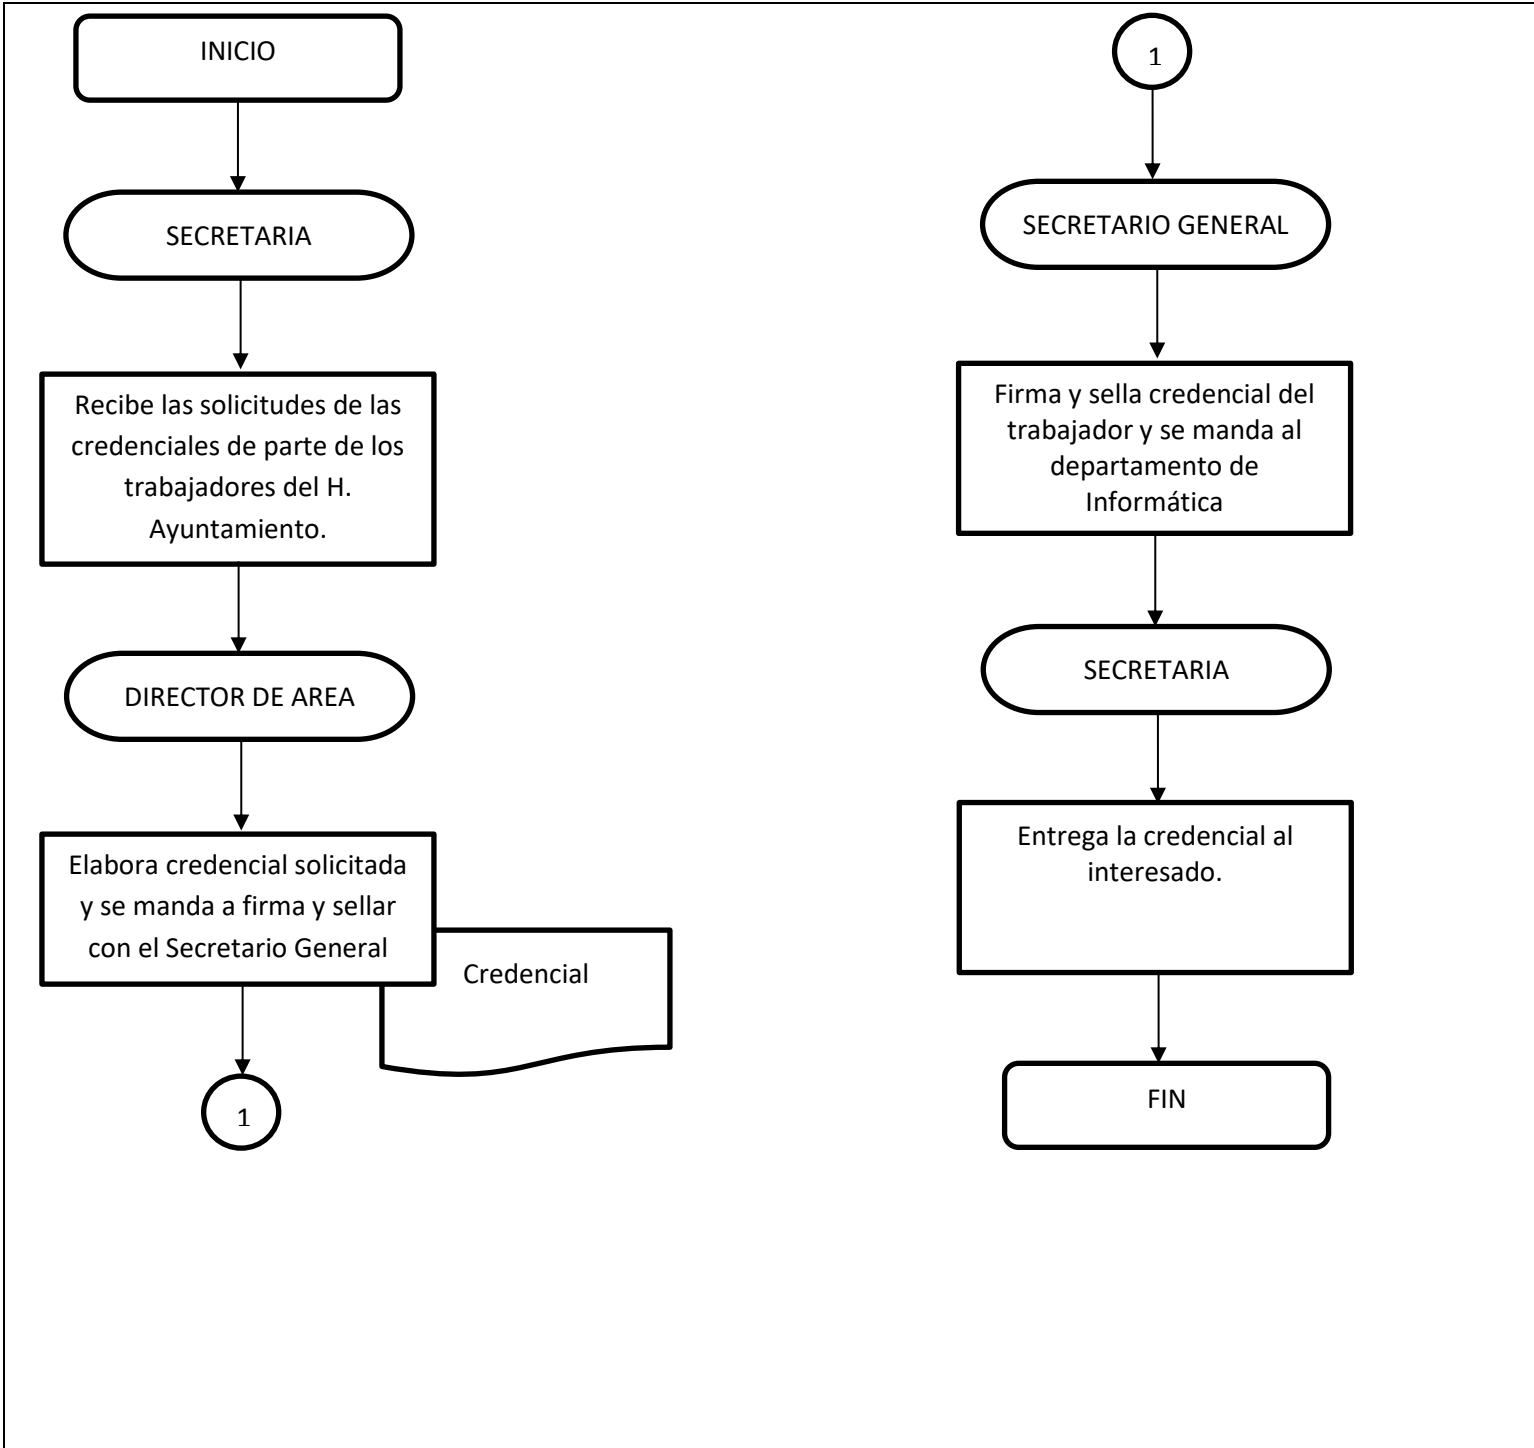 INICIO
SECRETARIA
Recibe las solicitudes de las
credenciales de parte de los
trabajadores del H.
Ayuntamiento.
DIRECTOR DE AREA
Elabora credencial solicitada
y se manda a firma y sellar
con el Secretario General
Credencial
1
1
SECRETARIO GENERAL
Firma y sella credencial del
trabajador y se manda al
departamento de
Informática
SECRETARIA
Entrega la credencial al
interesado.
FIN